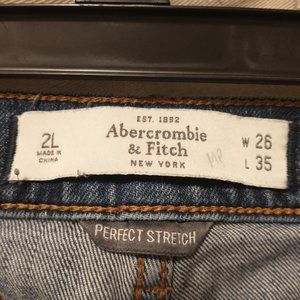 EST. 1892
2L
MADE IN
CHINA
Abercrombie
& Fitch
NEW YORK
W 26
L 35
PERFECT STRETCH